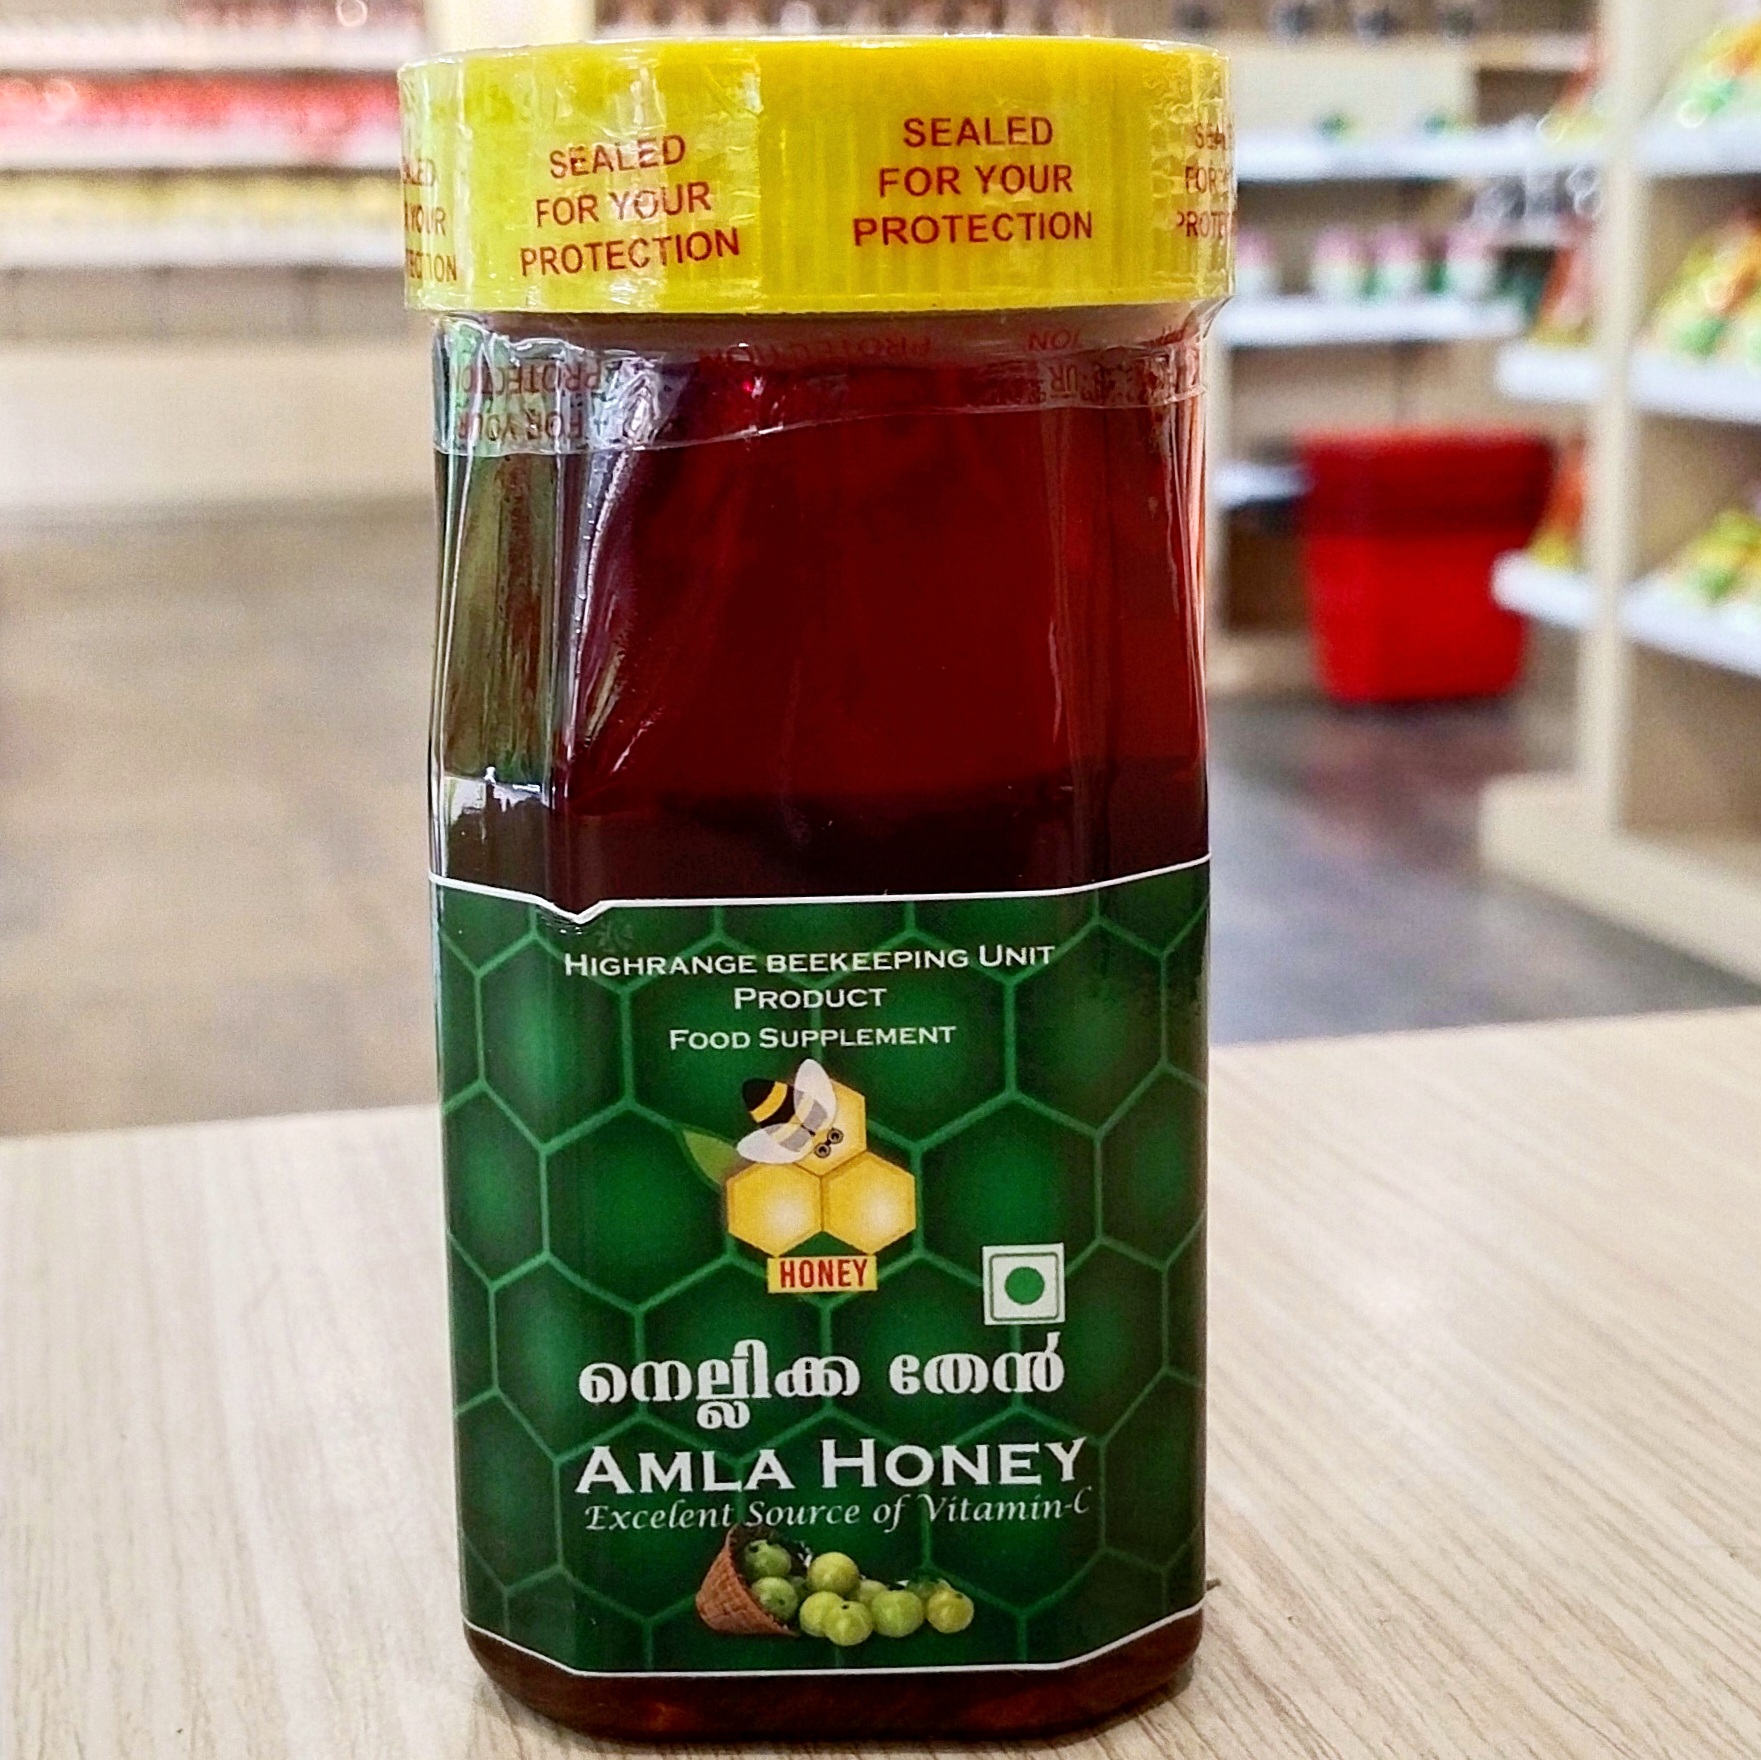 SEALED
FOR YOUR
PROTECTION
SEALED
FOR YOUR
PROTECTION
HIGHRANGE BEEKEEPING UNIT
PRODUCT
FOOD SUPPLEMENT
HONEY
നെല്ലിക്ക തേൻ
AMLA HONEY
Excelent Source of Vitamin-C